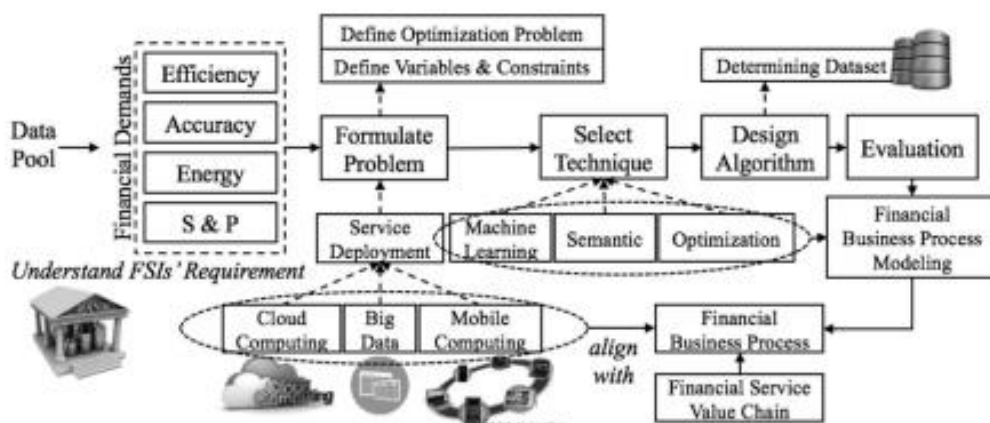 Define Optimization Problem
Define Variables & Constraints
Determining Dataset
Data
Pool
Financial Demands
Efficiency
Accuracy
Energy
S & P
Formulate
Problem
Select
Technique
Design
Algorithm
Evaluation
Service
Deployment
Machine
Learning
Semantic
Optimization
Financial
Business Process
Modeling
Understand FSIs' Requirement
Cloud
Computing
Big
Data
Mobile
Computing
align
with
Financial
Business Process
Financial Service
Value Chain